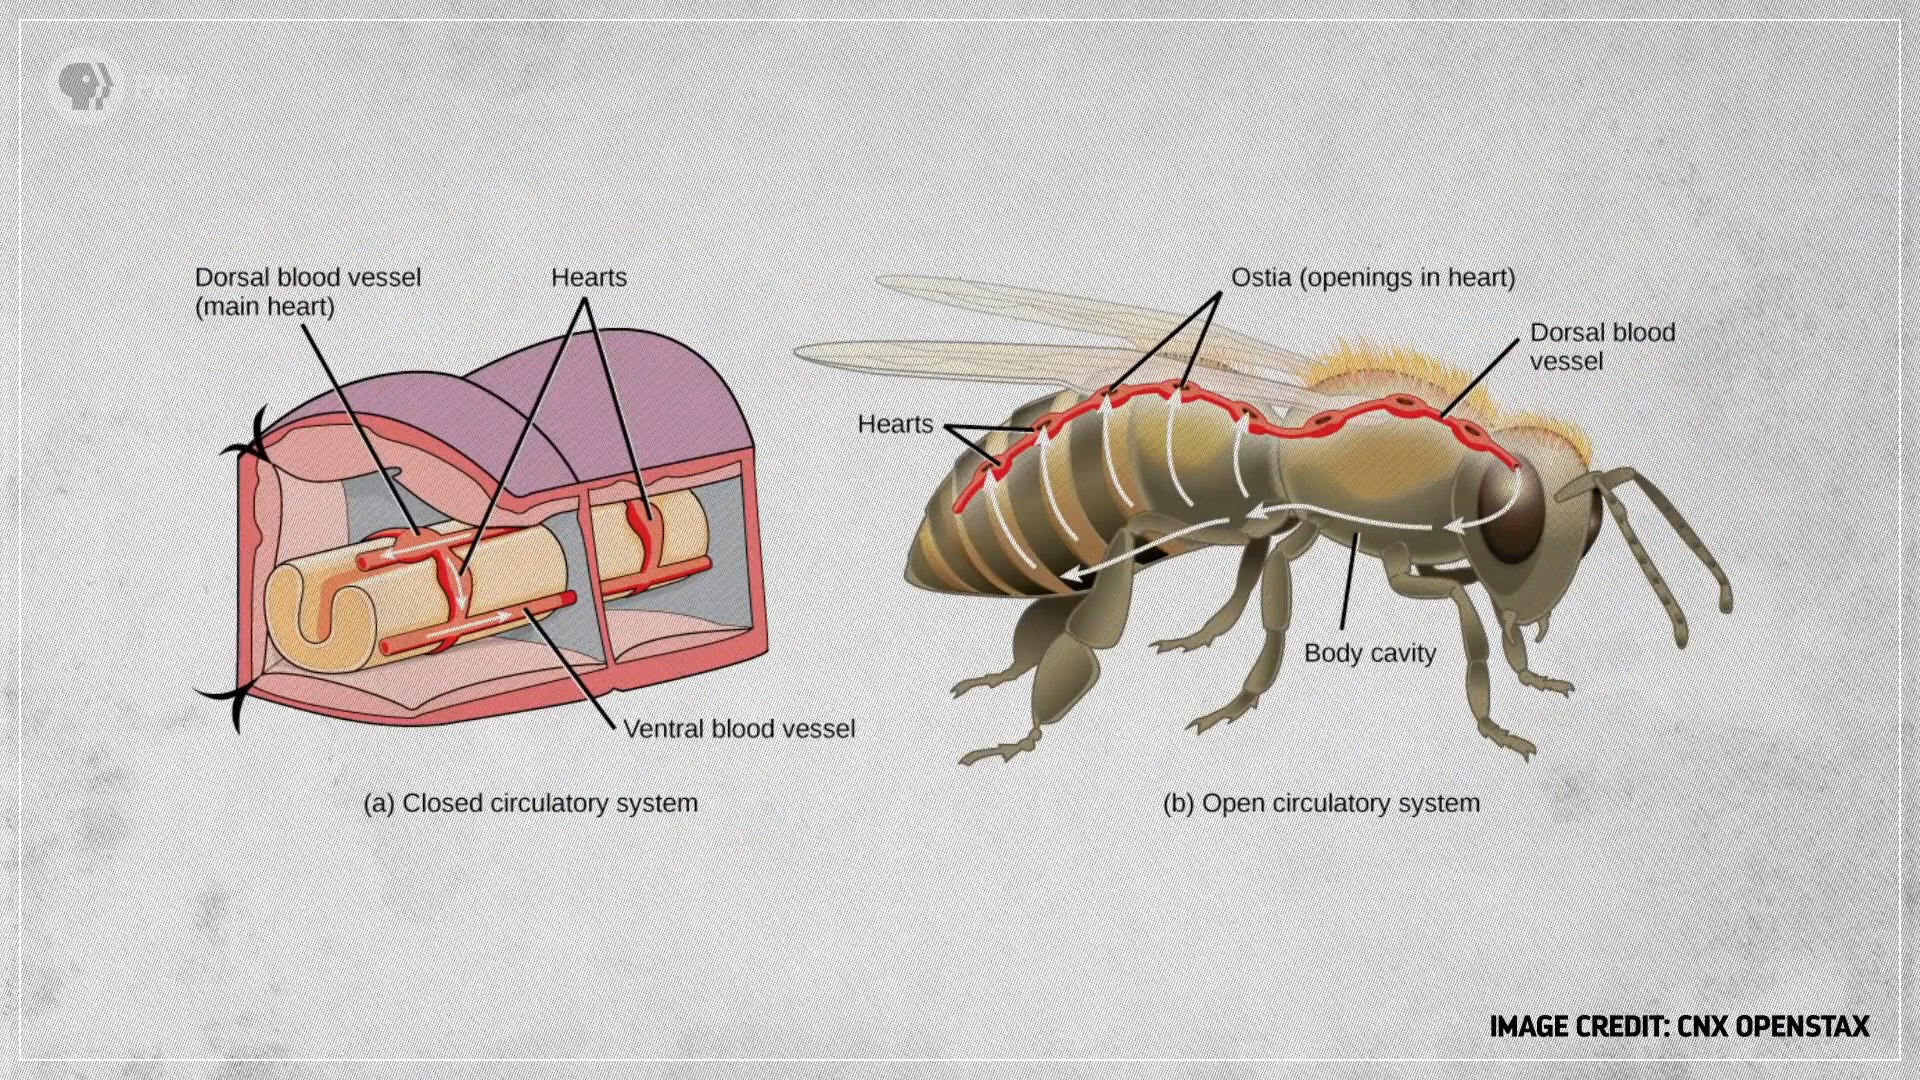 Dorsal blood vessel
(main heart)
Hearts
Ventral blood vessel
(a) Closed circulatory system
Ostia (openings in heart)
Dorsal blood
vessel
Hearts
Body cavity
(b) Open circulatory system
IMAGE CREDIT: CNX OPENSTAX